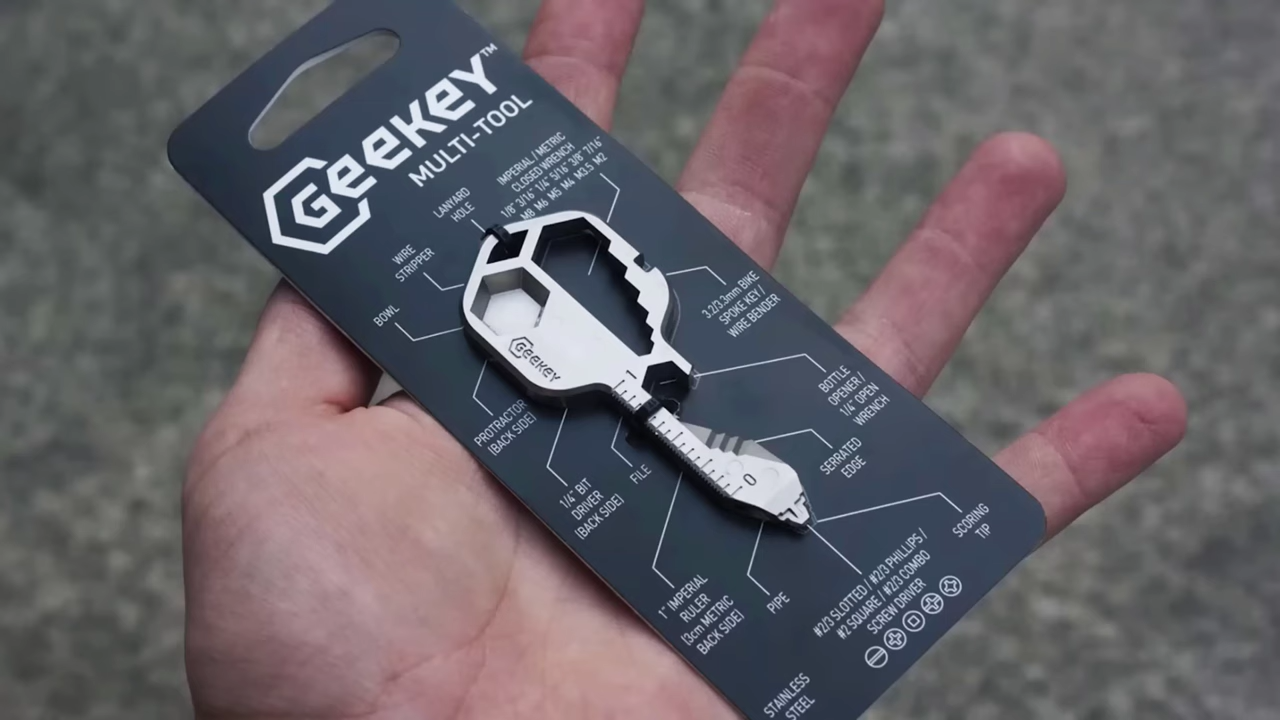 GEEKEY™
MULTI-TOOL
IMPERIAL / METRIC
CLOSED WRENCH
1/8" 3/16" 1/4" 5/16" 3/8" 7/16"
M8 M6 M5 M4 M3.5 M2
LANYARD
HOLE
WIRE
STRIPPER
BOWL
3.2/3.3mm BIKE
SPOKE KEY /
WIRE BENDER
GEEKEY
1
0
BOTTLE
OPENER /
1/4" OPEN
WRENCH
PROTRACTOR
(BACK SIDE)
1/4" BIT
DRIVER
(BACK SIDE)
FILE
SERRATED
EDGE
SCORING
TIP
1" IMPERIAL
RULER
(3cm METRIC
BACK SIDE)
PIPE
#2/3 SLOTTED / #2/3 PHILLIPS /
#2 SQUARE / #2/3 COMBO
SCREW DRIVER
STAINLESS
STEEL